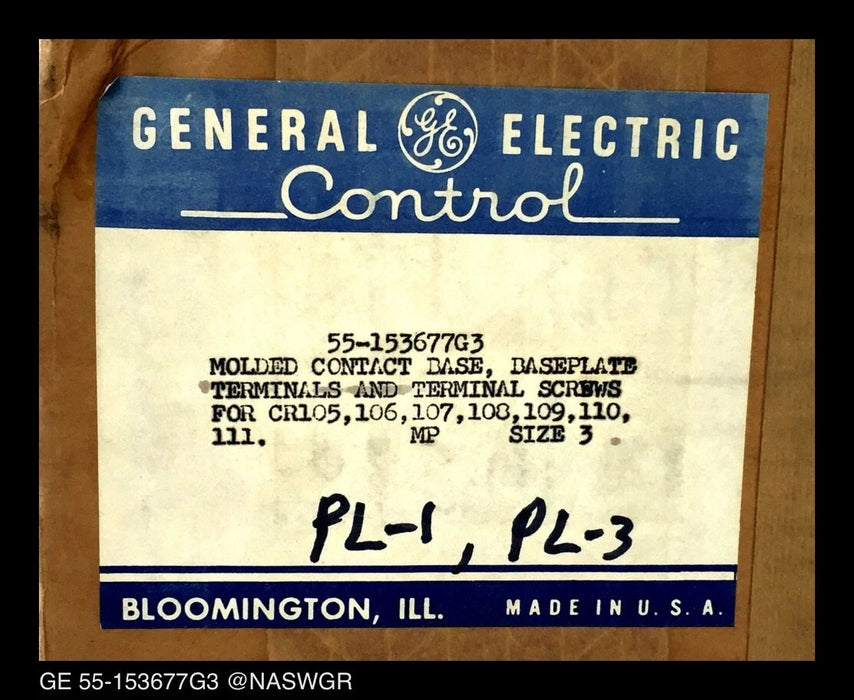 GENERAL GE ELECTRIC
Control
55-153677G3
MOLDED CONTACT BASE, BASEPLATE
TERMINALS AND TERMINAL SCREWS
FOR CR105,106,107,108,109,110,
111. MP SIZE 3
PL-1, PL-3
BLOOMINGTON, ILL. MADE IN U.S.A.
GE 55-153677G3 @NASWGR